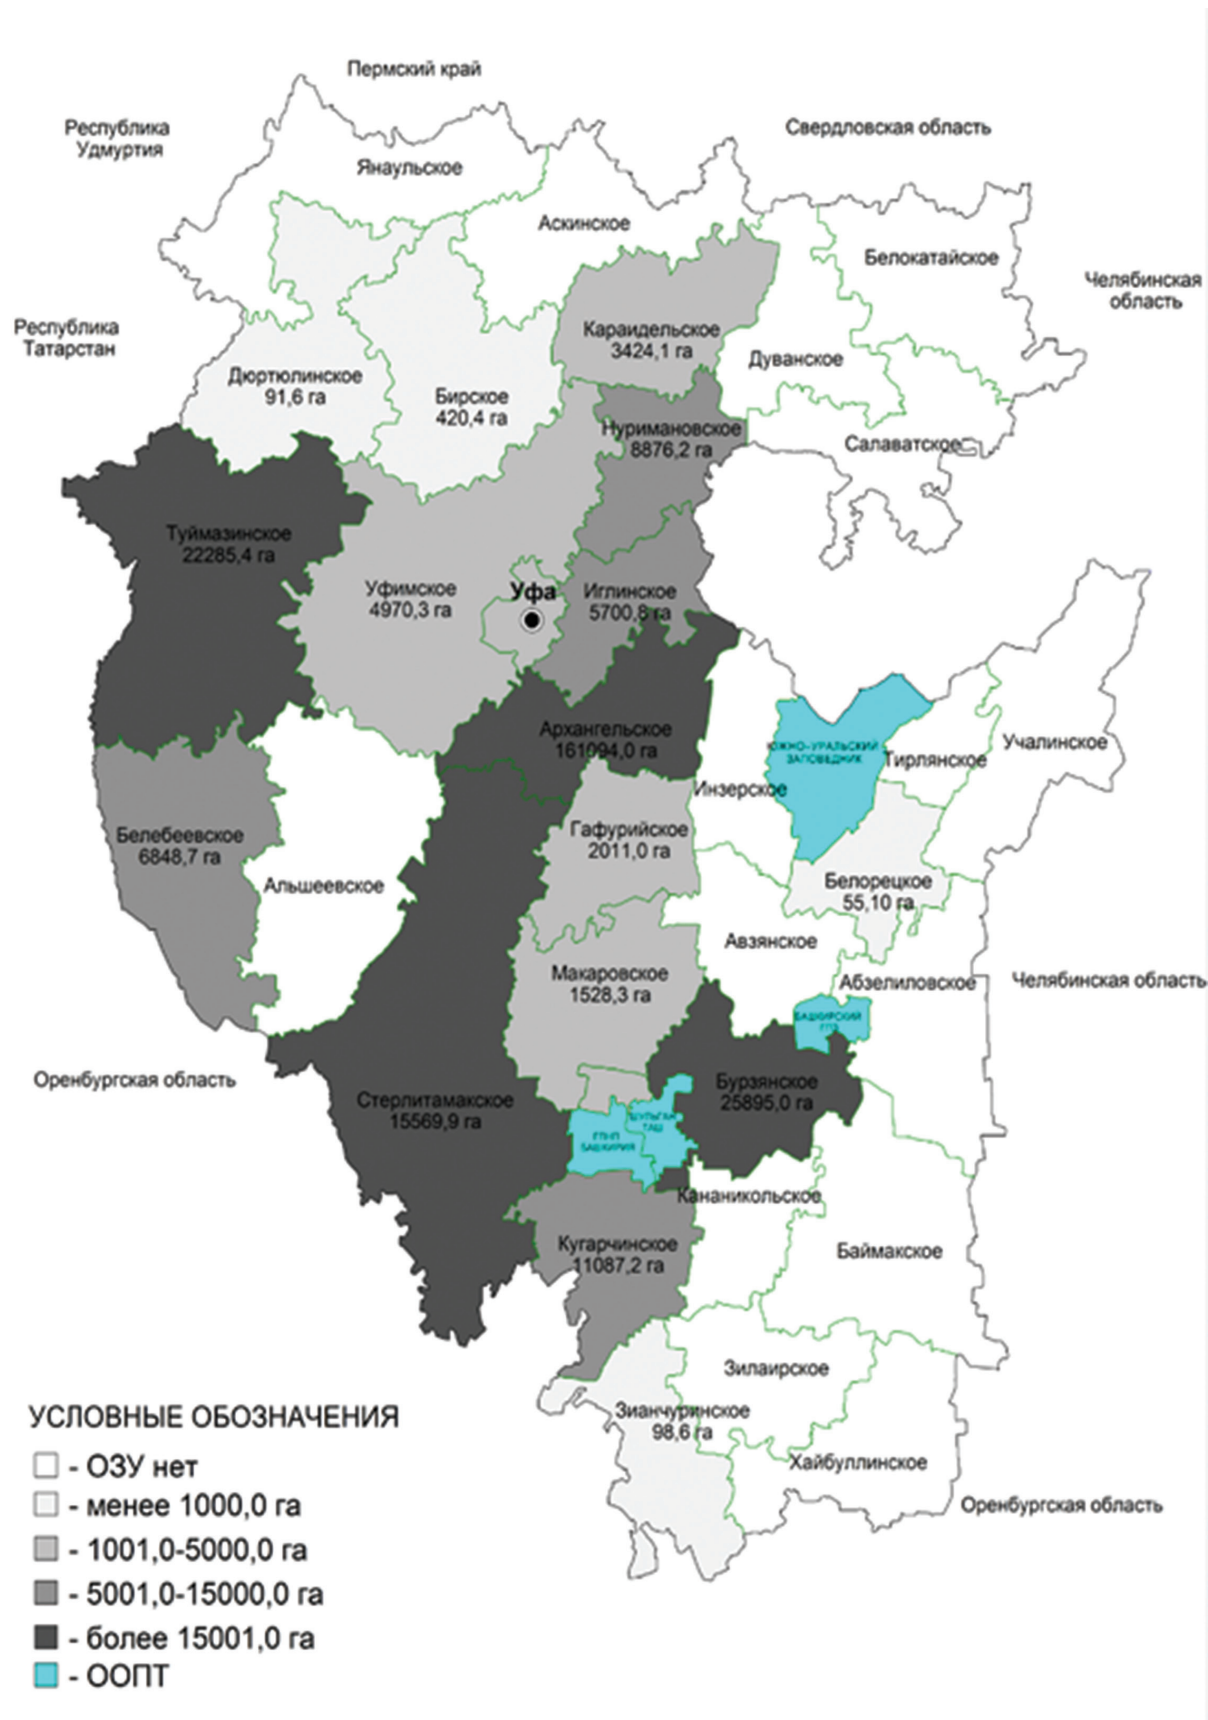 Пермский край
Республика
Удмуртия
Свердловская область
Янаульское
Аскинское
Белокатайское
Челябинская
область
Республика
Татарстан
Караидельское
3424,1 га
Дуванское
Дюртюлинское
91,6 га
Бирское
420,4 га
Нуримановское
8876,2 га
Салаватское
Туймазинское
22285,4 га
Уфимское
4970,3 га
Уфа
Иглинское
5700,8 га
Архангельское
161094,0 га
ЮЖНО-УРАЛЬСКИЙ
ЗАПОВЕДНИК
Тирлянское
Учалинское
Инзерское
Белебеевское
6848,7 га
Гафурийское
2011,0 га
Альшеевское
Белорецкое
55,10 га
Авзянское
Макаровское
1528,3 га
Абзелиловское
Челябинская область
БАШКИРСКИЙ
ГПЗ
Оренбургская область
Стерлитамакское
15569,9 га
Бурзянское
25895,0 га
ШУЛЬГАН-
ТАШ
ГПНП
БАШКИРИЯ
Кананикольское
Кугарчинское
11087,2 га
Баймакское
Зилаирское
Зианчуринское
98,6 га
Хайбуллинское
Оренбургская область
УСЛОВНЫЕ ОБОЗНАЧЕНИЯ
- ОЗУ нет
- менее 1000,0 га
- 1001,0-5000,0 га
- 5001,0-15000,0 га
- более 15001,0 га
- ООПТ